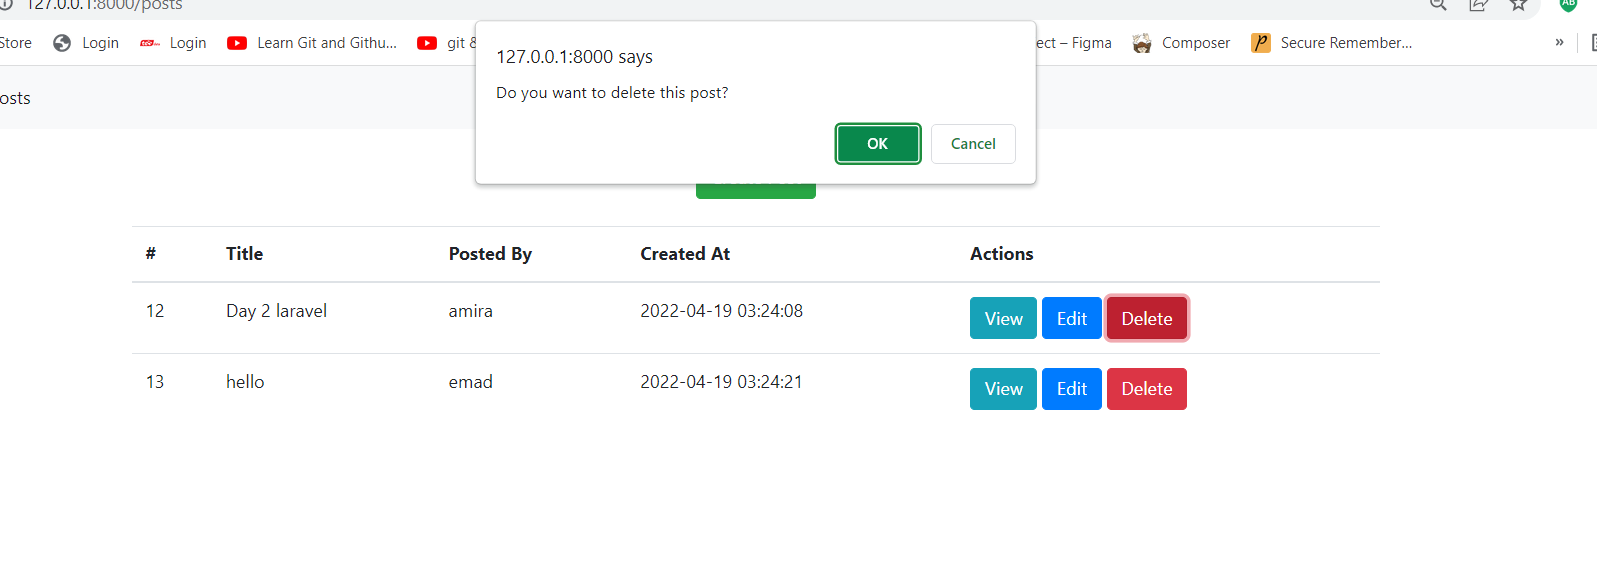 127.0.0.1:8000/posts
AB
Store Login Login Learn Git and Githu... git & ect – Figma Composer Secure Remember... »
127.0.0.1:8000 says
Do you want to delete this post?
OK Cancel
osts
# Title Posted By Created At Actions
12 Day 2 laravel amira 2022-04-19 03:24:08 View Edit Delete
13 hello emad 2022-04-19 03:24:21 View Edit Delete